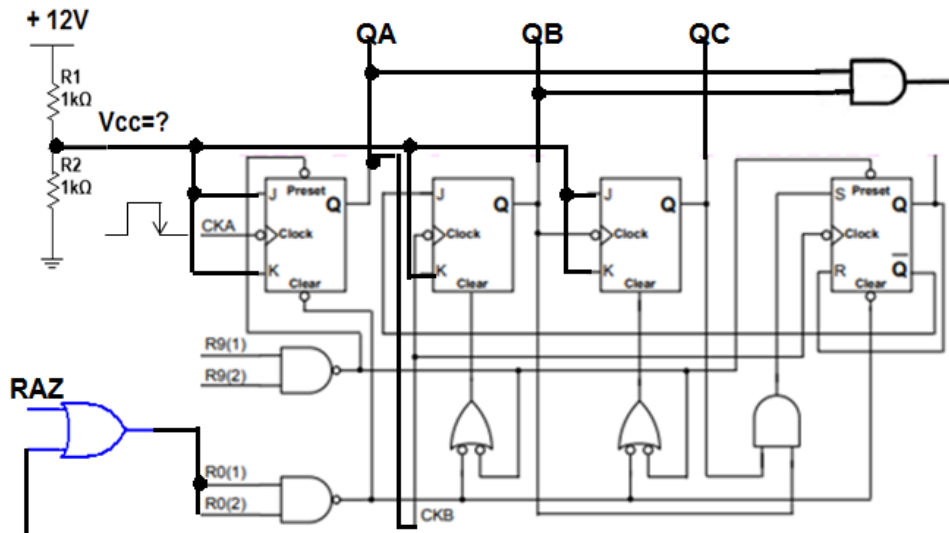 + 12V
QA
QB
QC
R1
1kΩ
Vcc=?
R2
1kΩ
J
Preset
Q
CKA
Clock
K
Clear
J
Q
Clock
K
Clear
J
Q
Clock
K
Clear
S
Preset
Q
Clock
R
Q
Clear
R9(1)
R9(2)
RAZ
R0(1)
R0(2)
CKB